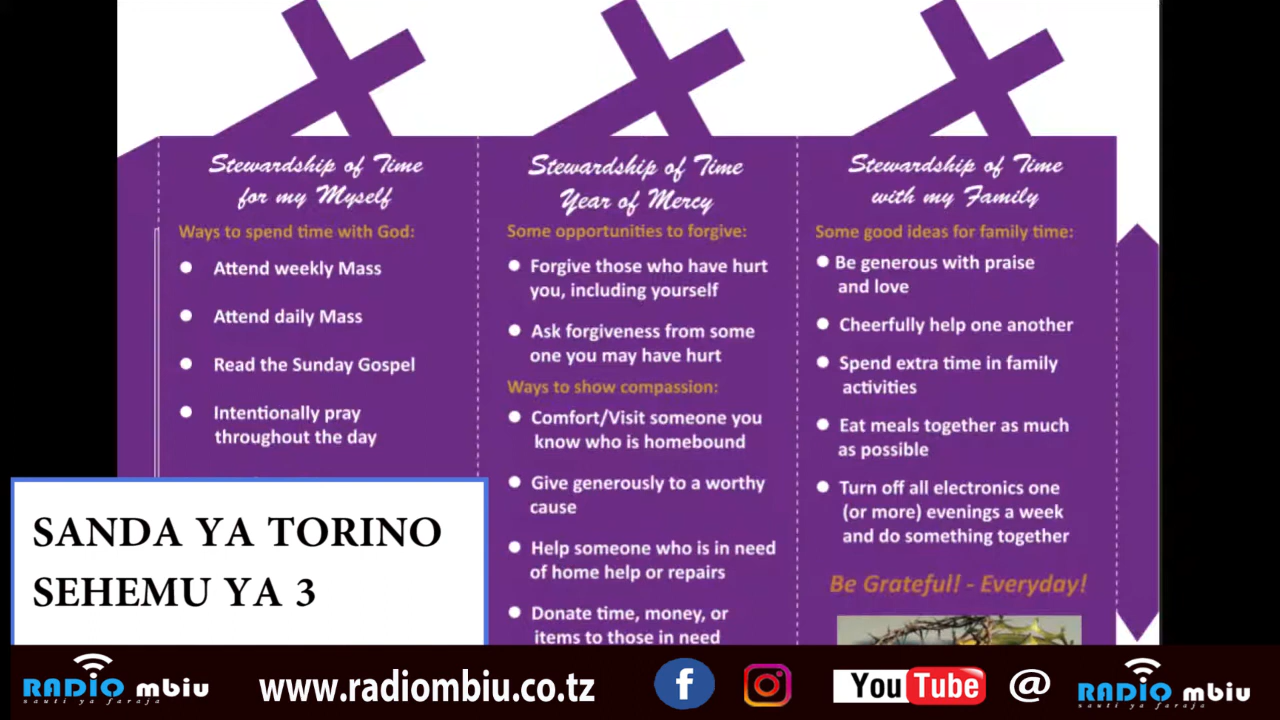 Stewardship of Time
for my Myself
Ways to spend time with God:
Attend weekly Mass
Attend daily Mass
Read the Sunday Gospel
Intentionally pray
throughout the day
Stewardship of Time
Year of Mercy
Some opportunities to forgive:
Forgive those who have hurt
you, including yourself
Ask forgiveness from some
one you may have hurt
Ways to show compassion:
Comfort/Visit someone you
know who is homebound
Give generously to a worthy
cause
Help someone who is in need
of home help or repairs
Donate time, money, or
items to those in need
Stewardship of Time
with my Family
Some good ideas for family time:
Be generous with praise
and love
Cheerfully help one another
Spend extra time in family
activities
Eat meals together as much
as possible
Turn off all electronics one
(or more) evenings a week
and do something together
Be Grateful! - Everyday!
SANDA YA TORINO
SEHEMU YA 3
RADIO mbiu
sauti ya faraja
www.radiombiu.co.tz
f
YouTube
@
RADIO mbiu
sauti ya faraja